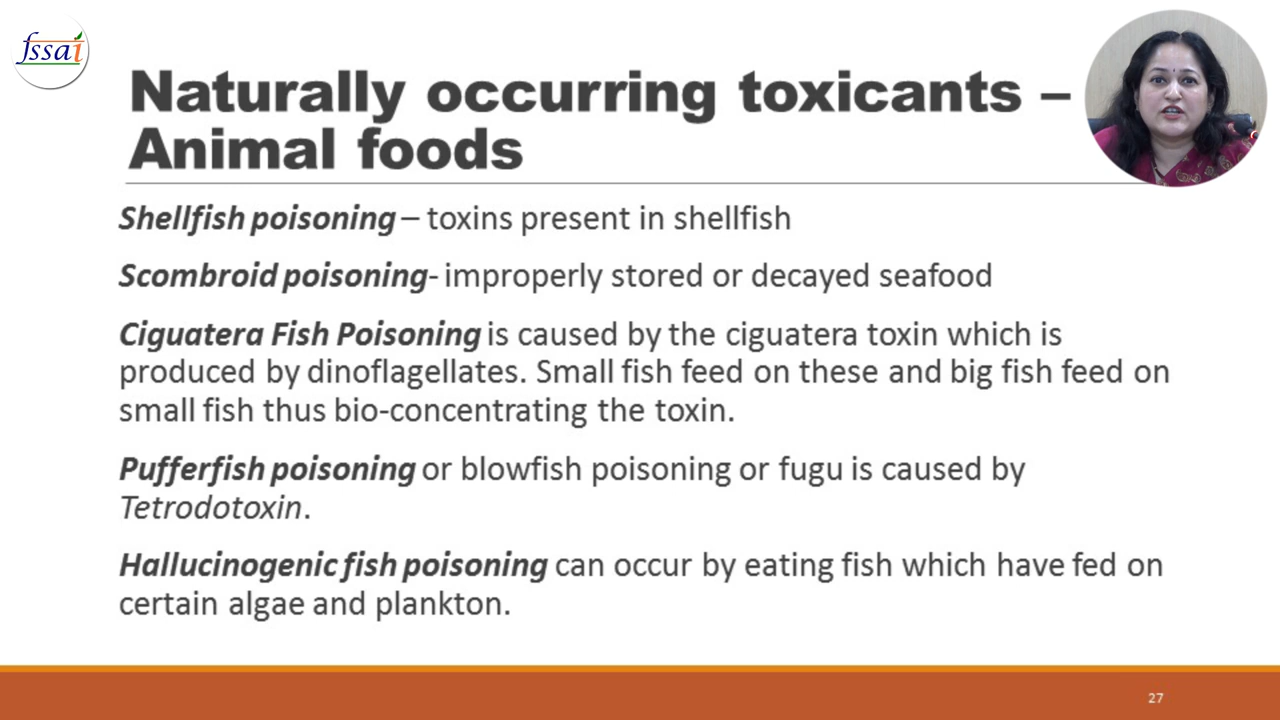 fssai
Naturally occurring toxicants –
Animal foods
Shellfish poisoning – toxins present in shellfish
Scombroid poisoning- improperly stored or decayed seafood
Ciguatera Fish Poisoning is caused by the ciguatera toxin which is
produced by dinoflagellates. Small fish feed on these and big fish feed on
small fish thus bio-concentrating the toxin.
Pufferfish poisoning or blowfish poisoning or fugu is caused by
Tetrodotoxin.
Hallucinogenic fish poisoning can occur by eating fish which have fed on
certain algae and plankton.
27